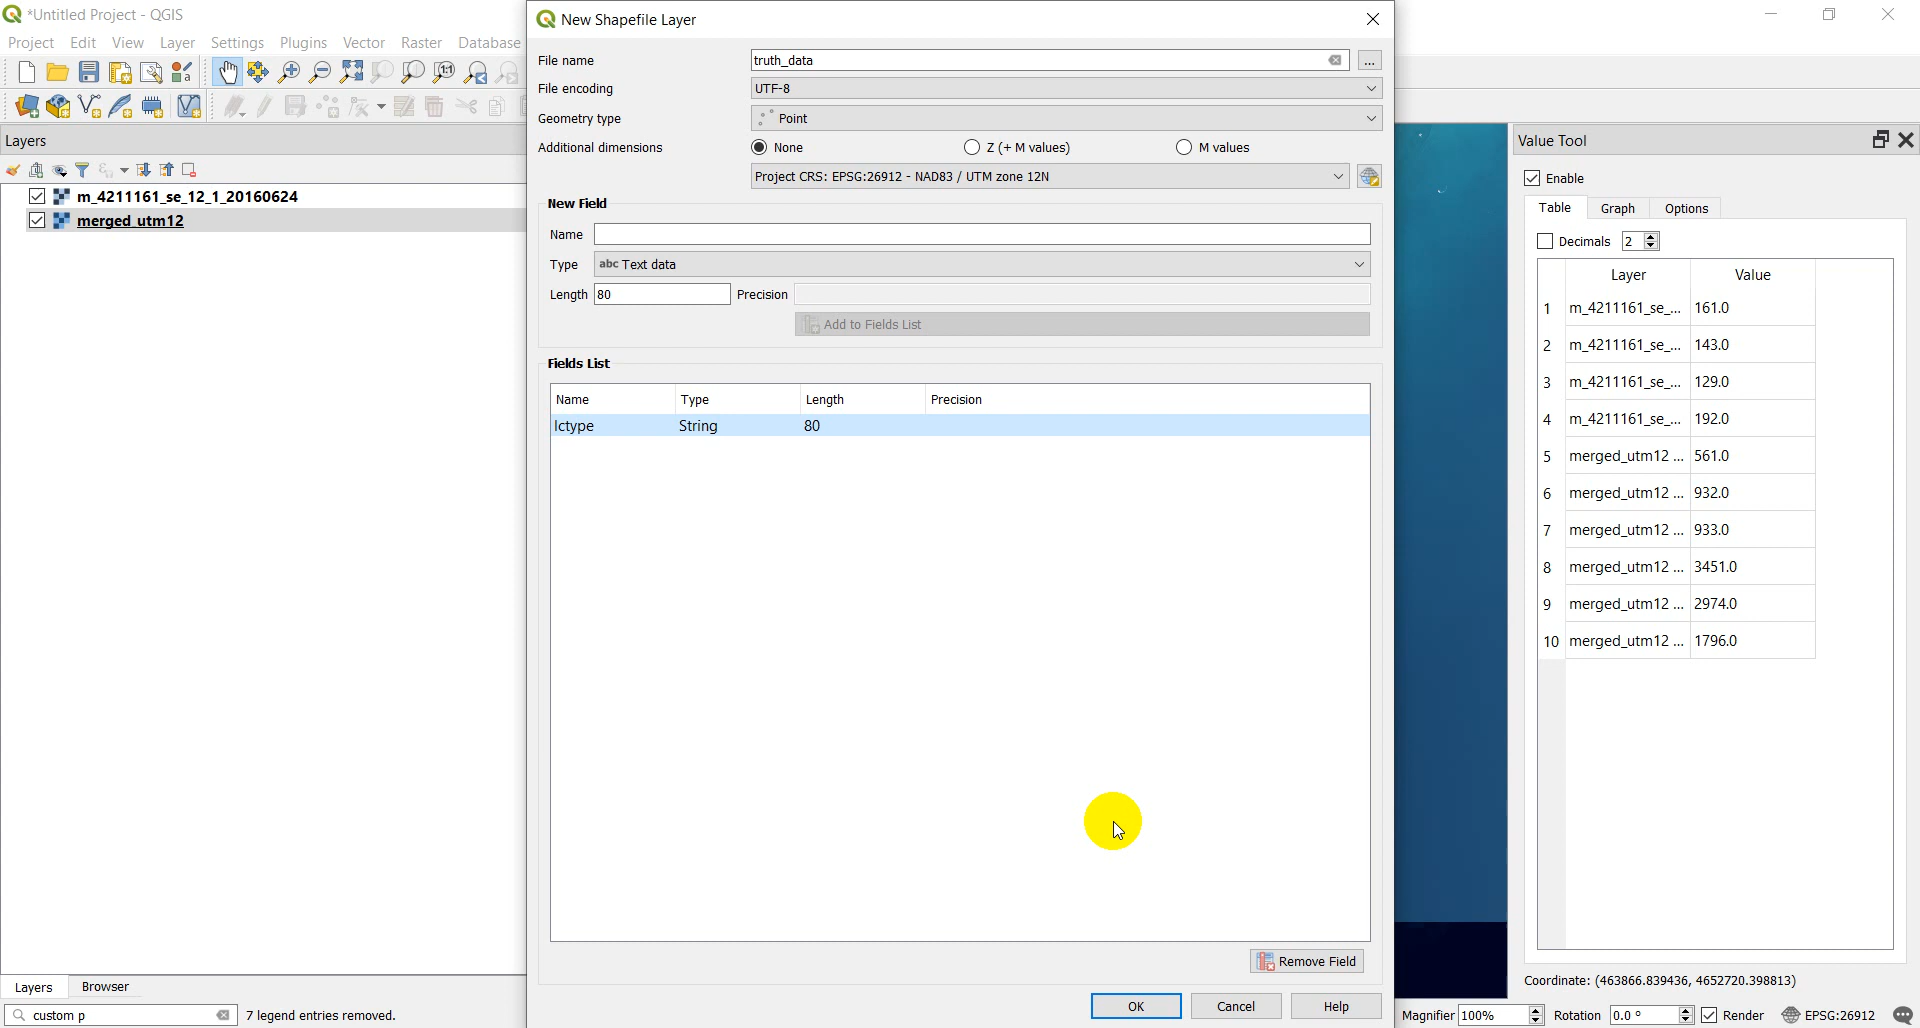 *Untitled Project - QGIS
Project Edit View Layer Settings Plugins Vector Raster Database
Layers
m_4211161_se_12_1_20160624
merged_utm12
Layers Browser
custom p
7 legend entries removed.
New Shapefile Layer
File name truth_data ...
File encoding UTF-8
Geometry type Point
Additional dimensions None Z (+ M values) M values
Project CRS: EPSG:26912 - NAD83 / UTM zone 12N
New Field
Name
Type abc Text data
Length 80 Precision
Add to Fields List
Fields List
Name Type Length Precision
lctype String 80
Remove Field
OK Cancel Help
Value Tool
Enable
Table Graph Options
Decimals 2
Layer Value
1 m_4211161_se_... 161.0
2 m_4211161_se_... 143.0
3 m_4211161_se_... 129.0
4 m_4211161_se_... 192.0
5 merged_utm12 ... 561.0
6 merged_utm12 ... 932.0
7 merged_utm12 ... 933.0
8 merged_utm12 ... 3451.0
9 merged_utm12 ... 2974.0
10 merged_utm12 ... 1796.0
Coordinate: (463866.839436, 4652720.398813)
Magnifier 100% Rotation 0.0 ° Render EPSG:26912